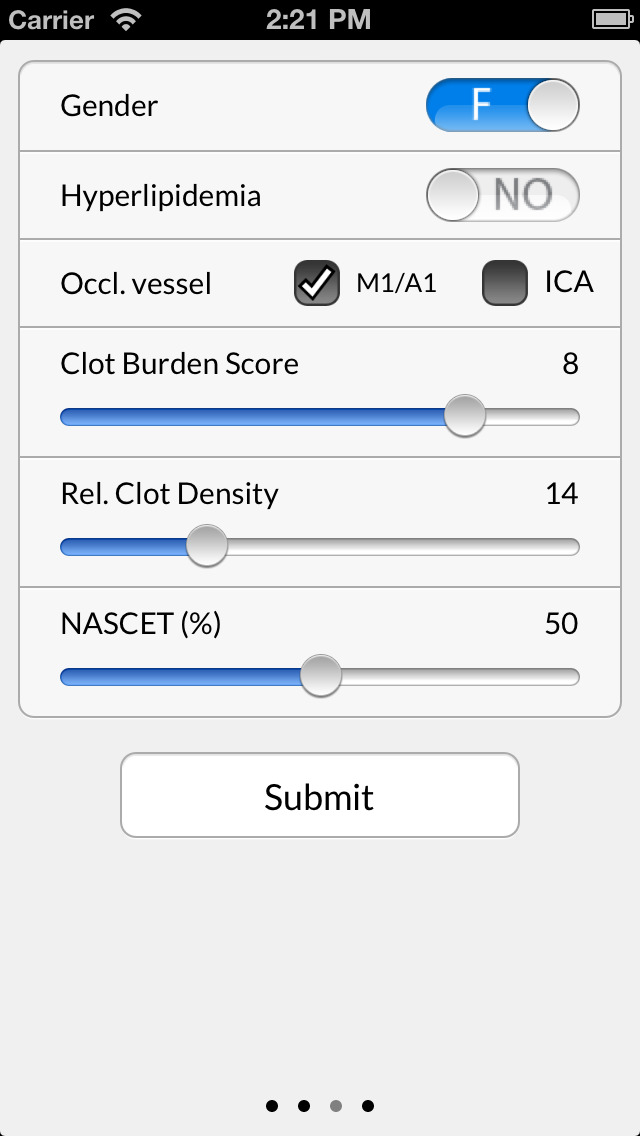 Carrier 2:21 PM
Gender F
Hyperlipidemia NO
Occl. vessel M1/A1 ICA
Clot Burden Score 8
Rel. Clot Density 14
NASCET (%) 50
Submit